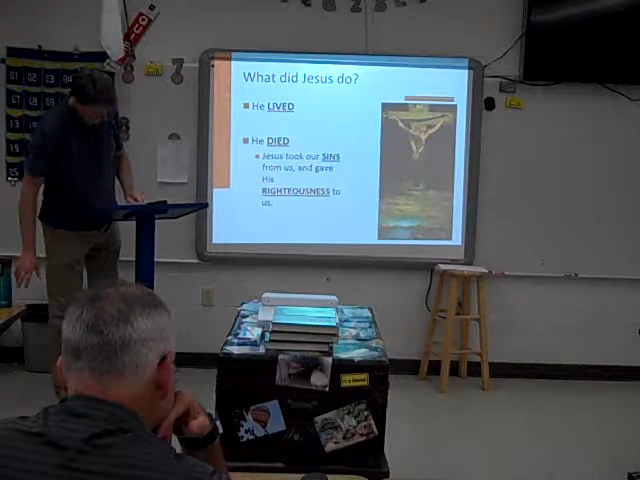 What did Jesus do?
He LIVED
He DIED
Jesus took our SINS
from us, and gave
His
RIGHTEOUSNESS to
us.
01 02 03 04
07 08 09
13
19
25